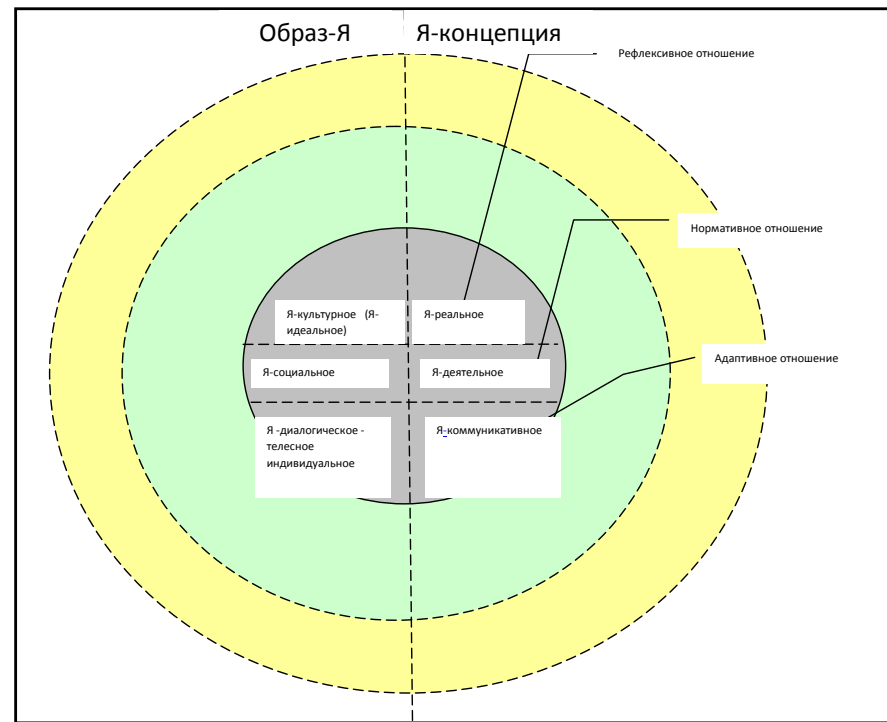 Образ-Я
Я-концепция
Рефлексивное отношение
Нормативное отношение
Я-культурное (Я-
идеальное)
Я-реальное
Адаптивное отношение
Я-социальное
Я-деятельное
Я -диалогическое -
телесное
индивидуальное
Я-коммуникативное